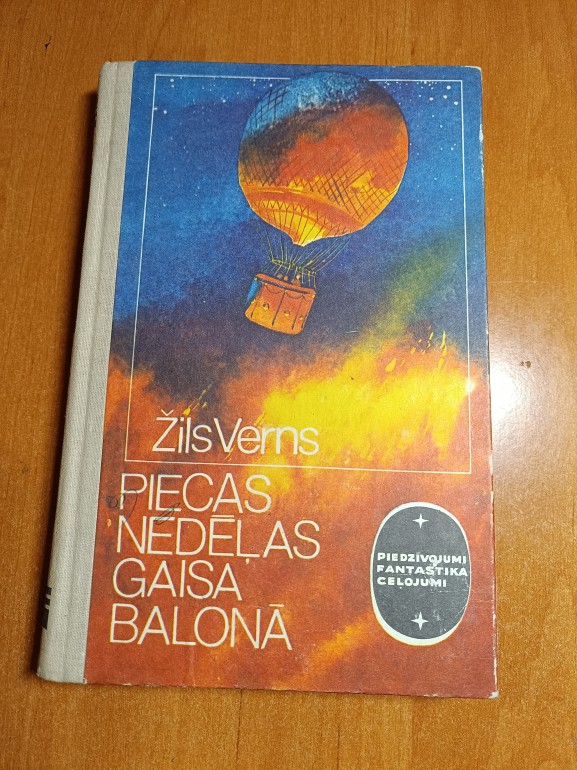 Žils Verns
PIECAS
NEDĒĻAS
GAISA
BALONĀ
PIEDZĪVOJUMI
FANTASTIKA
CEĻOJUMI